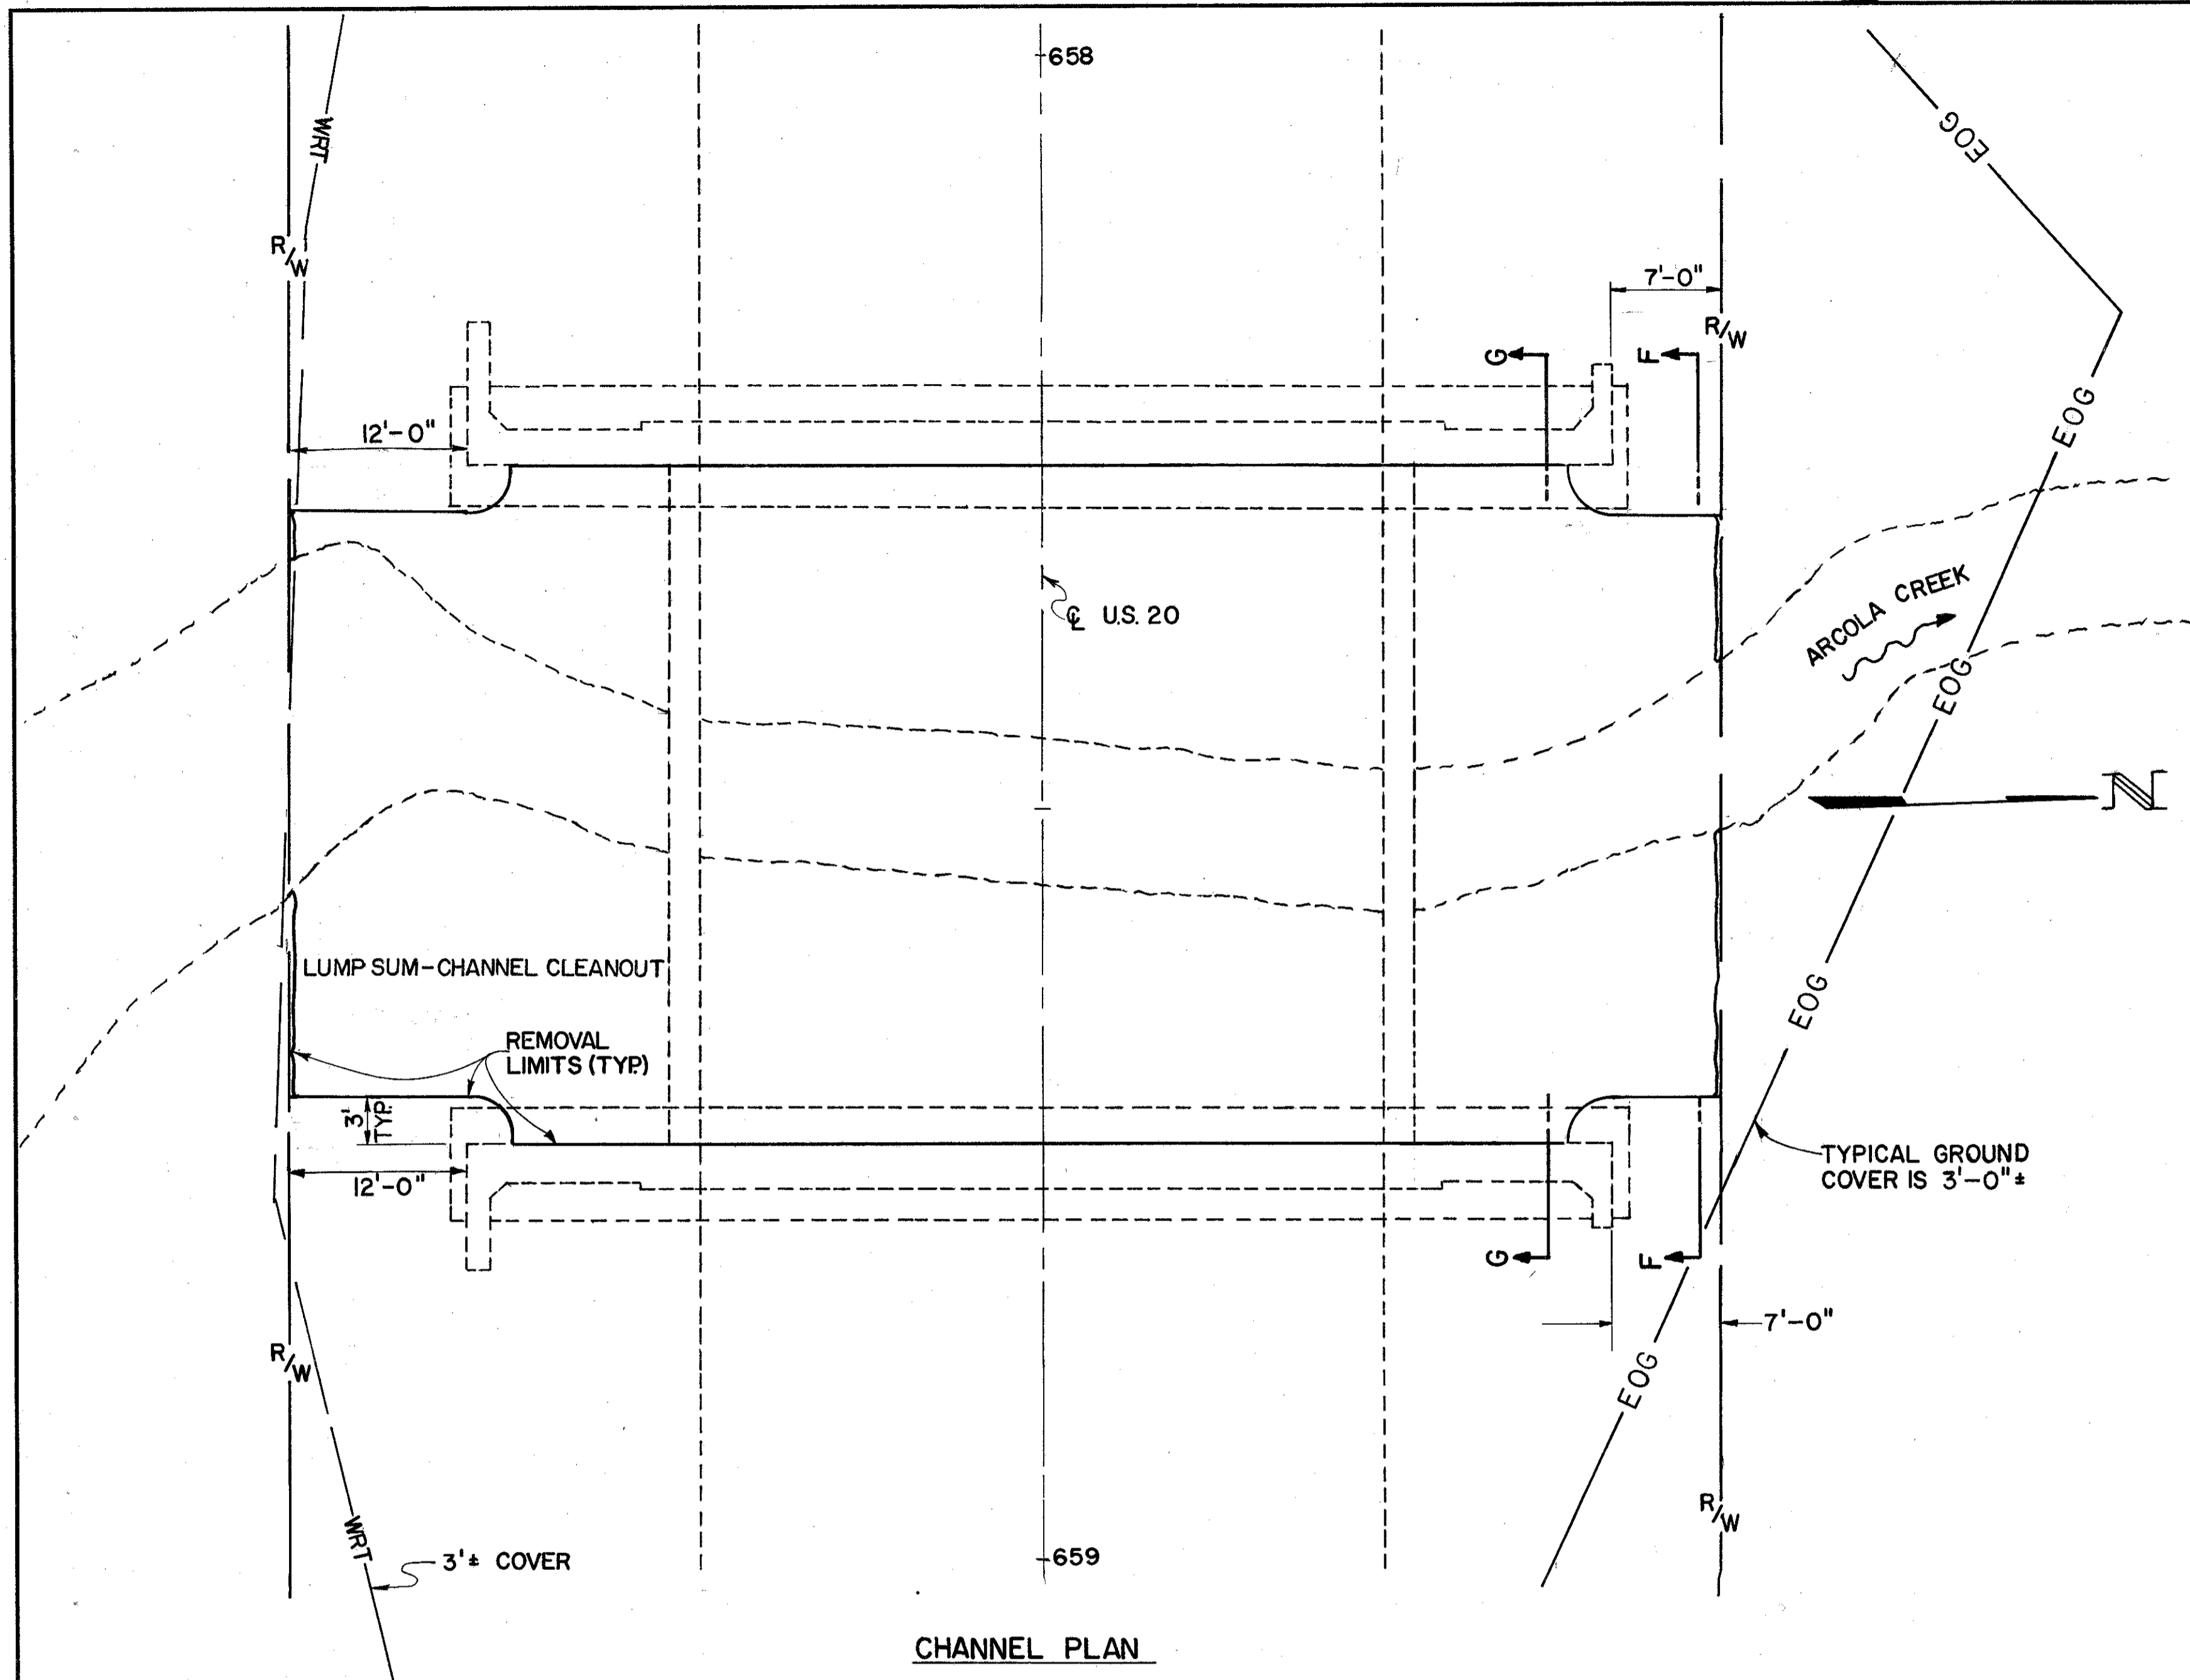 658
WRT
EOG
R/W
7'-0"
R/W
G
F
EOG
12'-0"
ARCOLA CREEK
℄ U.S. 20
EOG
N
LUMP SUM-CHANNEL CLEANOUT
EOG
REMOVAL
LIMITS (TYP.)
3'
TYP.
TYPICAL GROUND
COVER IS 3'-0"±
12'-0"
G
F
7'-0"
R/W
EOG
R/W
WRT
3'± COVER
659
CHANNEL PLAN